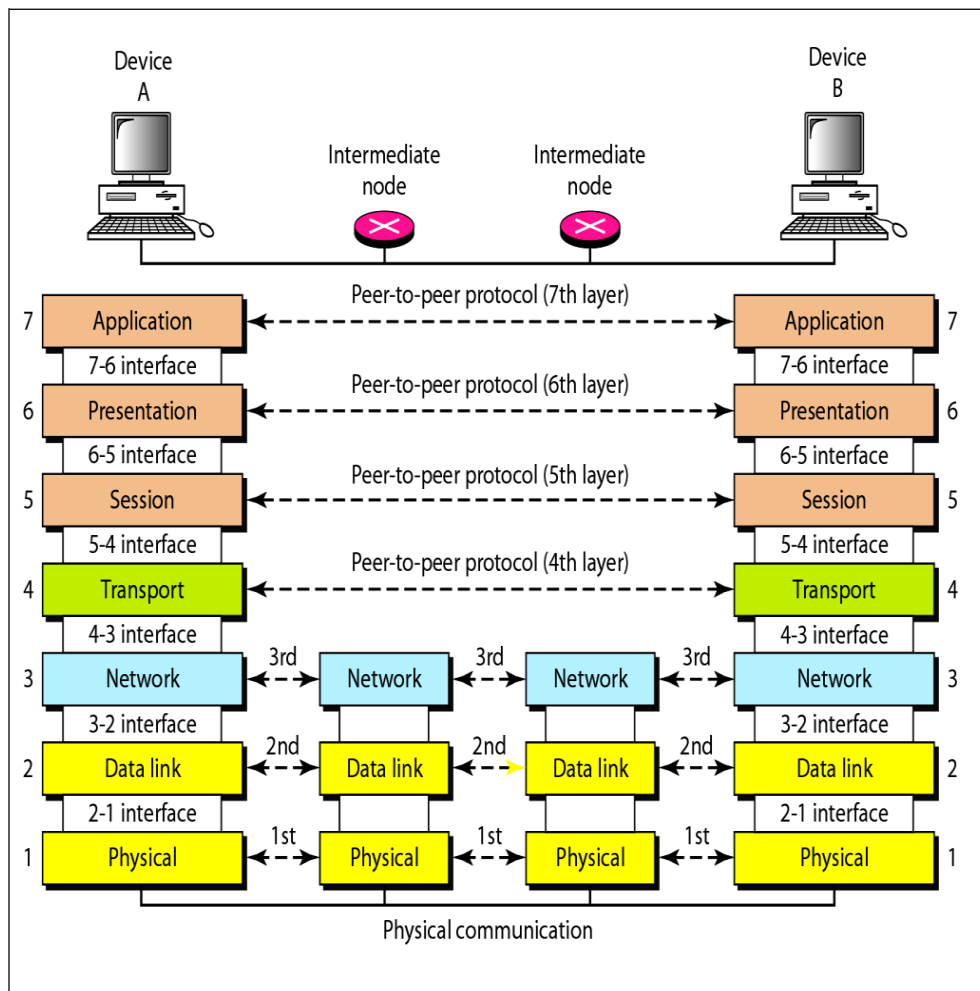 Device
A
Device
B
Intermediate
node
Intermediate
node
Peer-to-peer protocol (7th layer)
7 Application Application 7
7-6 interface 7-6 interface
Peer-to-peer protocol (6th layer)
6 Presentation Presentation 6
6-5 interface 6-5 interface
Peer-to-peer protocol (5th layer)
5 Session Session 5
5-4 interface 5-4 interface
Peer-to-peer protocol (4th layer)
4 Transport Transport 4
4-3 interface 4-3 interface
3rd 3rd 3rd
3 Network Network Network Network 3
3-2 interface 3-2 interface
2nd 2nd 2nd
2 Data link Data link Data link Data link 2
2-1 interface 2-1 interface
1st 1st 1st
1 Physical Physical Physical Physical 1
Physical communication